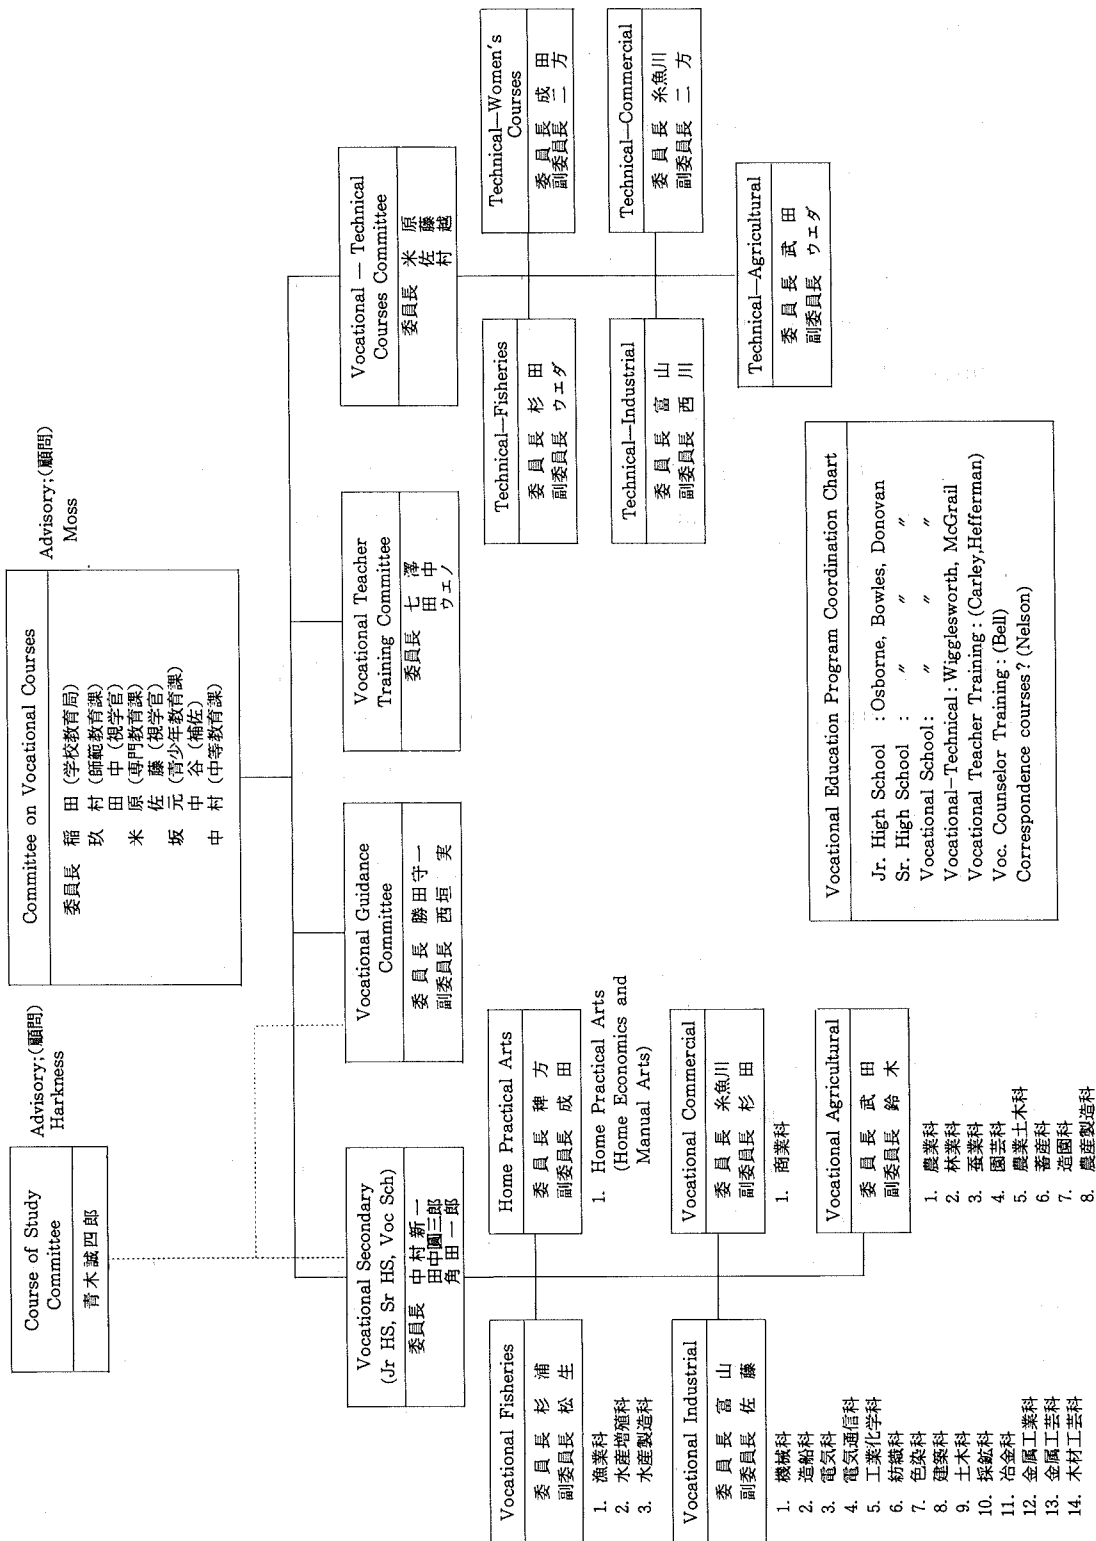 Course of Study
Committee
青木誠四郎
Advisory;(顧問)
Harkness
Committee on Vocational Courses
委員長 稲田 (学校教育局)
玖村 (師範教育課)
田中 (視学官)
米原 (専門教育課)
佐藤 (視学官)
坂元 (青少年教育課)
中谷 (補佐)
中村 (中等教育課)
Advisory;(顧問)
Moss
Vocational Secondary
(Jr HS, Sr HS, Voc Sch)
委員長 中村新一
田中圓三郎
角田一郎
Vocational Guidance
Committee
委員長 勝田守一
副委員長 西垣 実
Vocational Teacher
Training Committee
委員長 七澤
田中
ウエノ
Vocational — Technical
Courses Committee
委員長 米原
佐藤
村越
Vocational Fisheries
委員長 杉浦
副委員長 松生
1. 漁業科
2. 水産増殖科
3. 水産製造科
Home Practical Arts
委員長 稗方
副委員長 成田
1. Home Practical Arts
(Home Economics and
Manual Arts)
Vocational Industrial
委員長 富山
副委員長 佐藤
1. 機械科
2. 造船科
3. 電気科
4. 電気通信科
5. 工業化学科
6. 紡織科
7. 色染科
8. 建築科
9. 土木科
10. 採鉱科
11. 冶金科
12. 金属工業科
13. 金属工芸科
14. 木材工芸科
Vocational Commercial
委員長 糸魚川
副委員長 杉田
1. 商業科
Vocational Agricultural
委員長 武田
副委員長 鈴木
1. 農業科
2. 林業科
3. 蚕業科
4. 園芸科
5. 農業土木科
6. 畜産科
7. 造園科
8. 農産製造科
Technical—Fisheries
委員長 杉田
副委員長 ウエダ
Technical—Women's
Courses
委員長 成田
副委員長 二方
Technical—Industrial
委員長 富山
副委員長 西川
Technical—Commercial
委員長 糸魚川
副委員長 二方
Technical—Agricultural
委員長 武田
副委員長 ウエダ
Vocational Education Program Coordination Chart
Jr. High School : Osborne, Bowles, Donovan
Sr. High School : 〃 〃 〃
Vocational School: 〃 〃 〃
Vocational-Technical: Wigglesworth, McGrail
Vocational Teacher Training: (Carley,Hefferman)
Voc. Counselor Training: (Bell)
Correspondence courses? (Nelson)